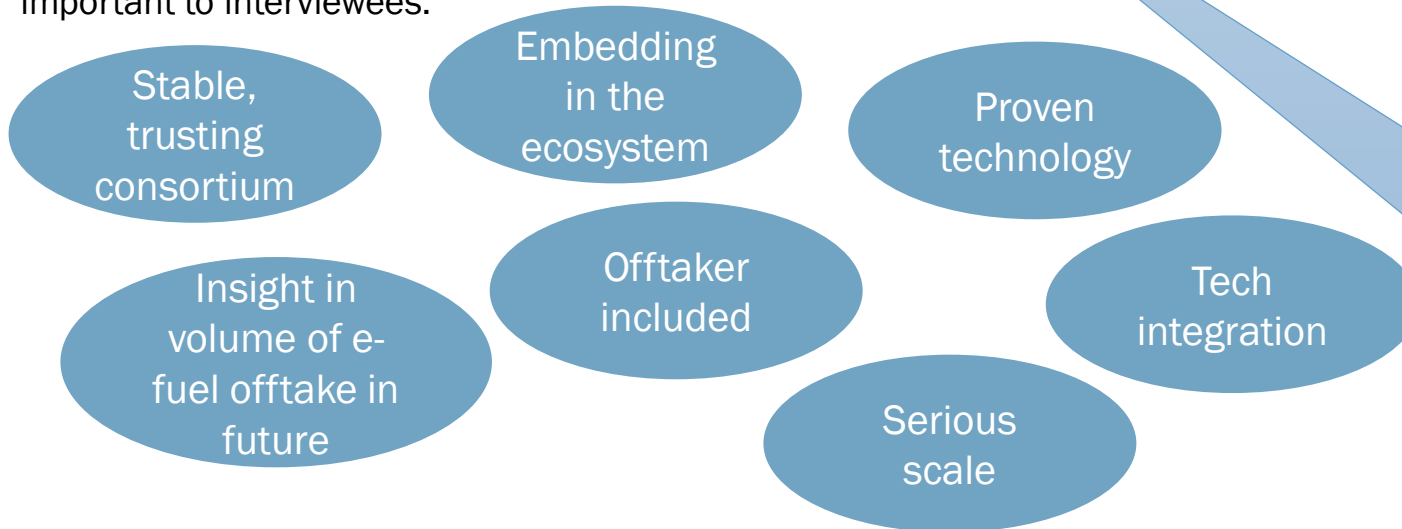 important to interviewees.
Stable,
trusting
consortium
Embedding
in the
ecosystem
Proven
technology
Insight in
volume of e-
fuel offtake in
future
Offtaker
included
Tech
integration
Serious
scale